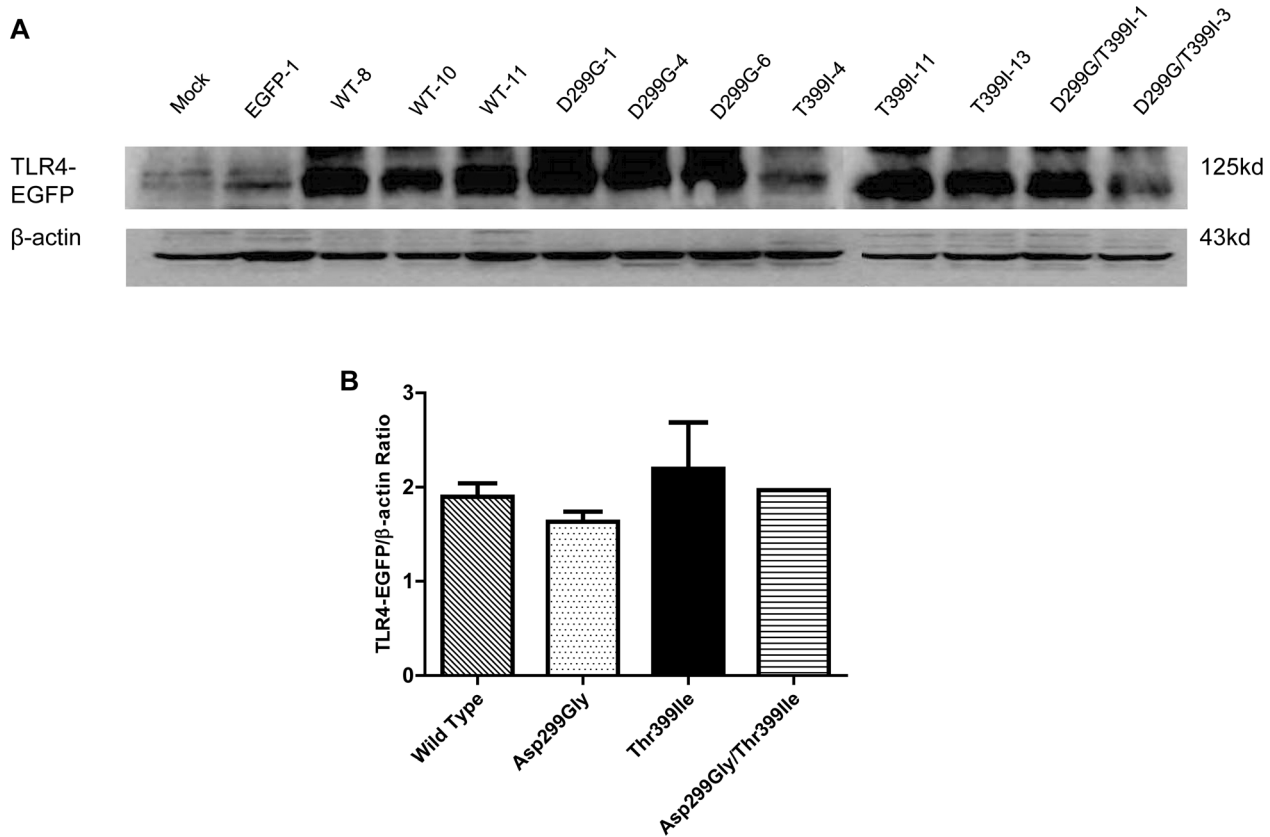 A
Mock
EGFP-1
WT-8
WT-10
WT-11
D299G-1
D299G-4
D299G-6
T399I-4
T399I-11
T399I-13
D299G/T399I-1
D299G/T399I-3
TLR4-
EGFP
125kd
β-actin
43kd
B
TLR4-EGFP/β-actin Ratio
3
2
1
0
Wild Type
Asp299Gly
Thr399Ile
Asp299Gly/Thr399Ile